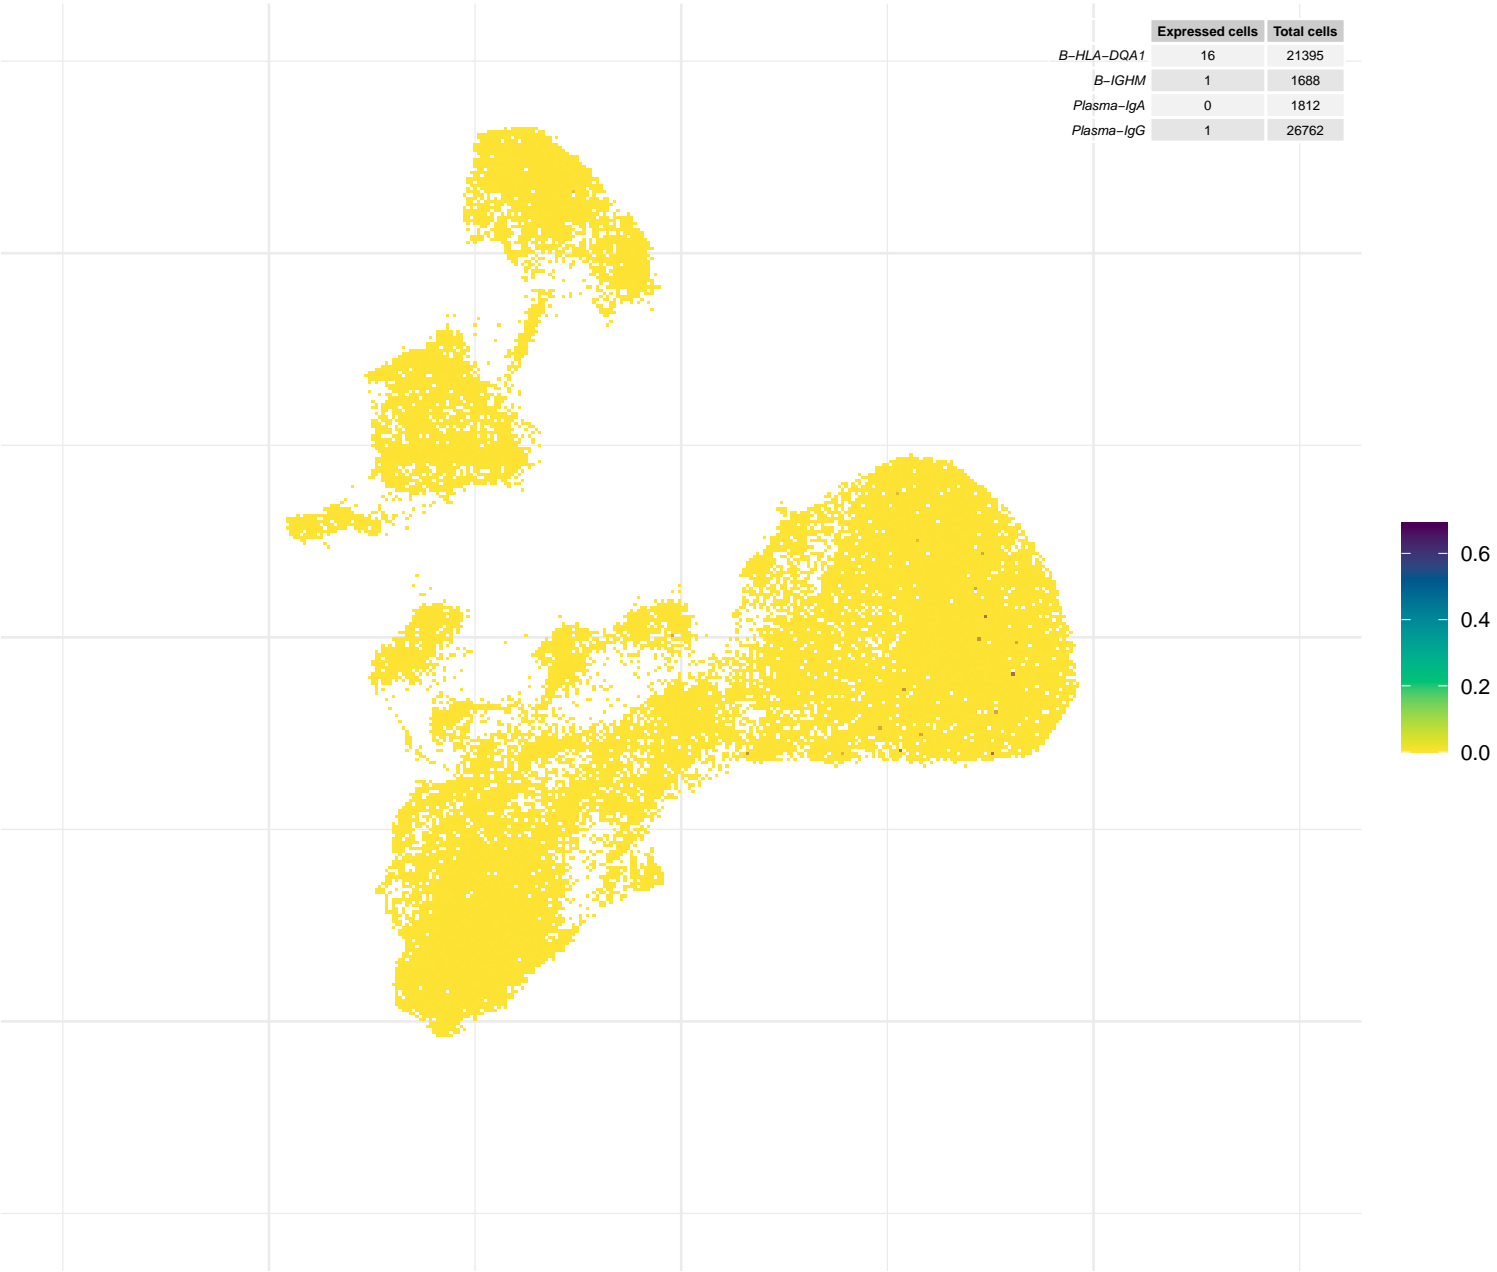 Expressed cells Total cells
B−HLA−DQA1 16 21395
B−IGHM 1 1688
Plasma−IgA 0 1812
Plasma−IgG 1 26762
0.6
0.4
0.2
0.0